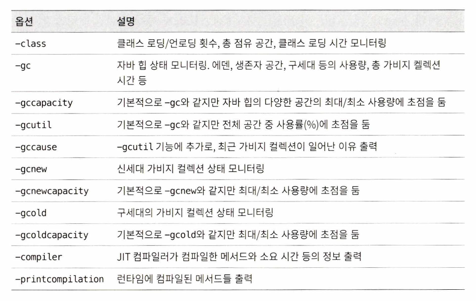 옵션 설명
-class 클래스 로딩/언로딩 횟수, 총 점유 공간, 클래스 로딩 시간 모니터링
-gc 자바 힙 상태 모니터링. 에덴, 생존자 공간, 구세대 등의 사용량, 총 가비지 컬렉션
시간 등
-gccapacity 기본적으로 -gc와 같지만 자바 힙의 다양한 공간의 최대/최소 사용량에 초점을 둠
-gcutil 기본적으로 -gc와 같지만 전체 공간 중 사용률(%)에 초점을 둠
-gccause -gcutil 기능에 추가로, 최근 가비지 컬렉션이 일어난 이유 출력
-gcnew 신세대 가비지 컬렉션 상태 모니터링
-gcnewcapacity 기본적으로 -gcnew와 같지만 최대/최소 사용량에 초점을 둠
-gcold 구세대의 가비지 컬렉션 상태 모니터링
-gcoldcapacity 기본적으로 -gcold와 같지만 최대/최소 사용량에 초점을 둠
-compiler JIT 컴파일러가 컴파일한 메서드와 소요 시간 등의 정보 출력
-printcompilation 런타임에 컴파일된 메서드들 출력